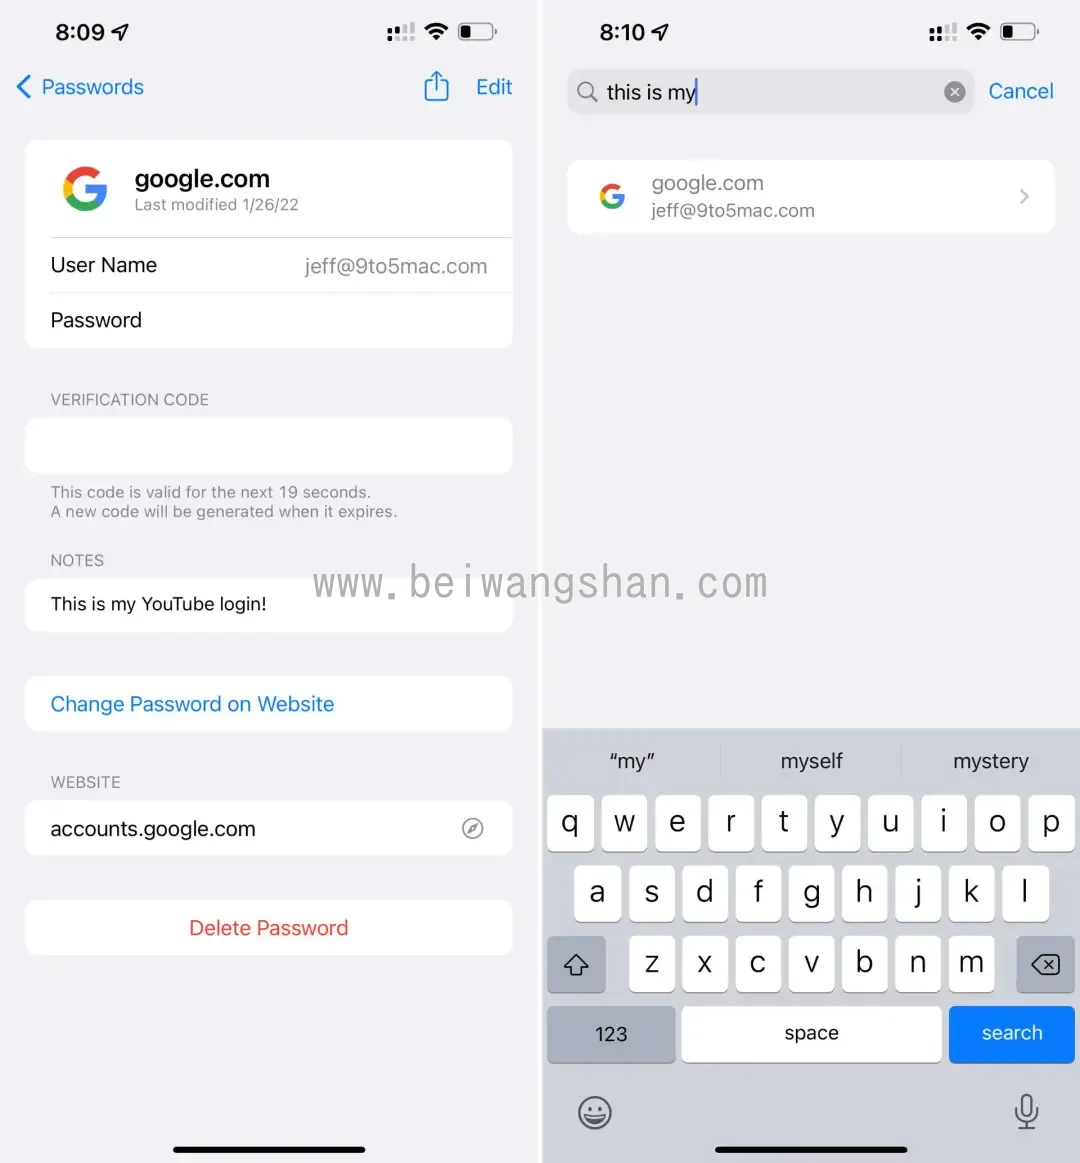 8:09
Passwords
Edit
google.com
Last modified 1/26/22
User Name
jeff@9to5mac.com
Password
VERIFICATION CODE
This code is valid for the next 19 seconds.
A new code will be generated when it expires.
NOTES
This is my YouTube login!
Change Password on Website
WEBSITE
accounts.google.com
Delete Password
8:10
this is my
Cancel
google.com
jeff@9to5mac.com
“my”
myself
mystery
q w e r t y u i o p
a s d f g h j k l
z x c v b n m
123
space
search
www.beiwangshan.com